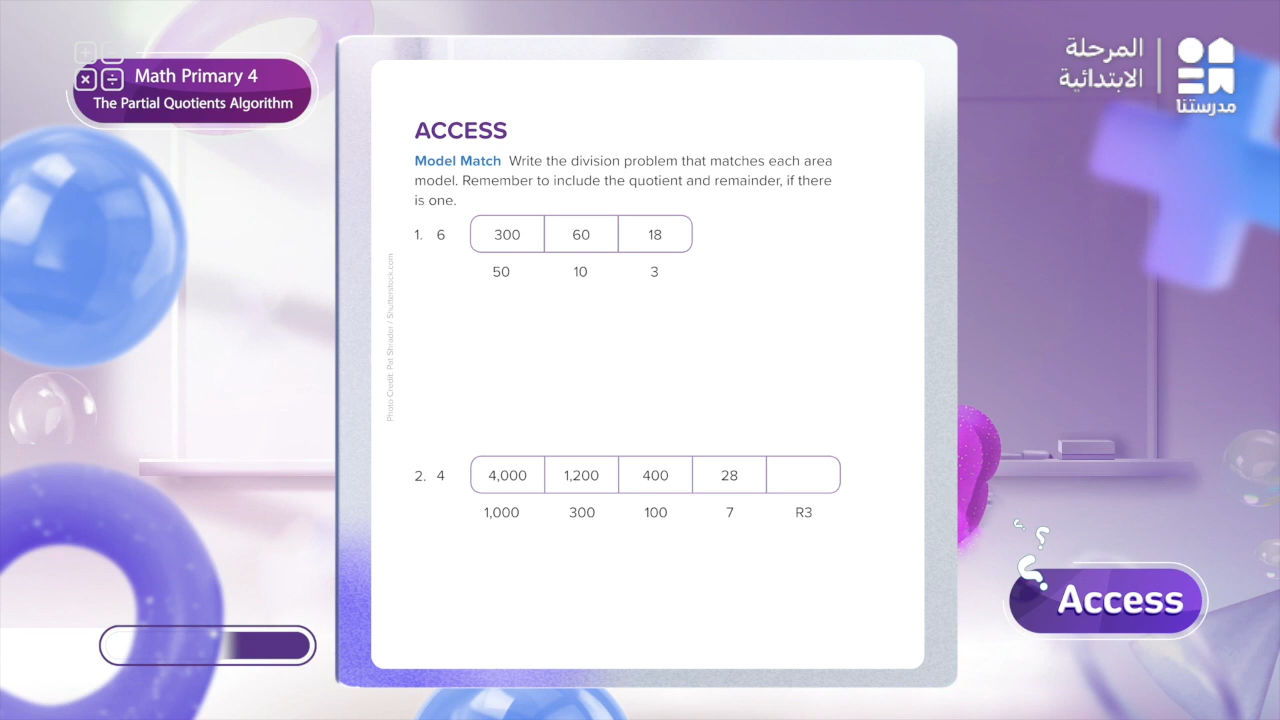 Math Primary 4
The Partial Quotients Algorithm
المرحلة
الابتدائية
مدرستنا
ACCESS
Model Match Write the division problem that matches each area
model. Remember to include the quotient and remainder, if there
is one.
1. 6 300 60 18
50 10 3
Photo Credit: Pat Shrader / Shutterstock.com
2. 4 4,000 1,200 400 28
1,000 300 100 7 R3
؟ ؟ ؟
Access